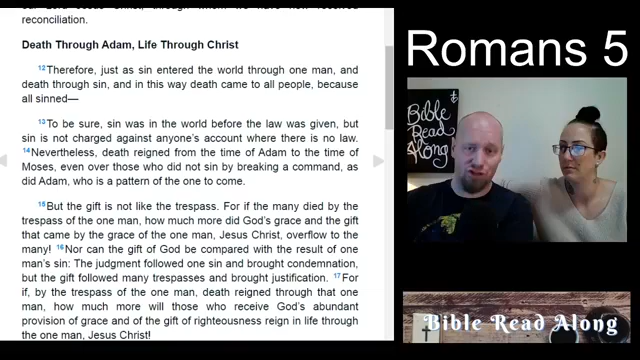 our Lord Jesus Christ, through whom we have now received
reconciliation.
Death Through Adam, Life Through Christ
12Therefore, just as sin entered the world through one man, and
death through sin, and in this way death came to all people, because
all sinned—
13To be sure, sin was in the world before the law was given, but
sin is not charged against anyone's account where there is no law.
14Nevertheless, death reigned from the time of Adam to the time of
Moses, even over those who did not sin by breaking a command, as
did Adam, who is a pattern of the one to come.
15But the gift is not like the trespass. For if the many died by the
trespass of the one man, how much more did God's grace and the gift
that came by the grace of the one man, Jesus Christ, overflow to the
many! 16Nor can the gift of God be compared with the result of one
man's sin: The judgment followed one sin and brought condemnation,
but the gift followed many trespasses and brought justification. 17For
if, by the trespass of the one man, death reigned through that one
man, how much more will those who receive God's abundant
provision of grace and of the gift of righteousness reign in life through
the one man, Jesus Christ!
Romans 5
Bible
Read
Along
Bible Read Along